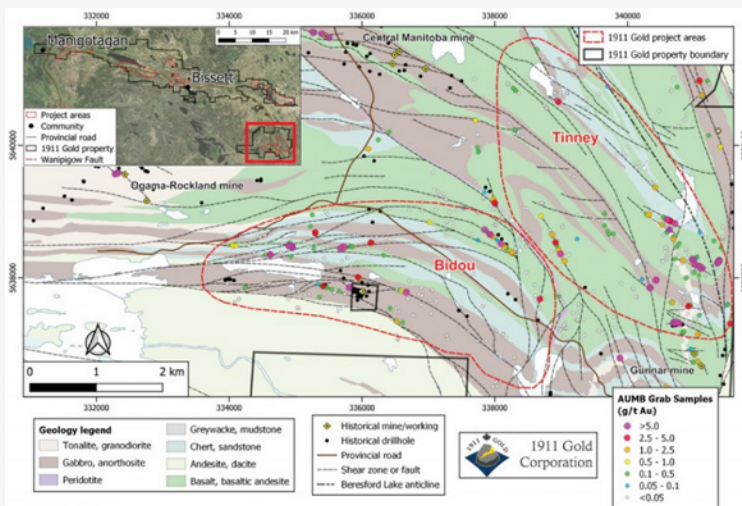 332000
334000
336000
338000
340000
0 5 10 15 20 km
Manigotagan
Bissett
Project areas
Community
Provincial road
1911 Gold property
Wanipigow Fault
Central Manitoba mine
1911 Gold project areas
1911 Gold property boundary
Tinney
5640000
Ogama-Rockland mine
Bidou
5638000
Gunnar mine
0 1 2 km
332000
334000
336000
338000
Geology legend
Tonalite, granodiorite
Gabbro, anorthosite
Peridotite
Greywacke, mudstone
Chert, sandstone
Andesite, dacite
Basalt, basaltic andesite
Historical mine/working
Historical drillhole
Provincial road
Shear zone or fault
Beresford Lake anticline
1911 GOLD
1911 Gold
Corporation
AUMB Grab Samples
(g/t Au)
>5.0
2.5 - 5.0
1.0 - 2.5
0.5 - 1.0
0.1 - 0.5
0.05 - 0.1
<0.05